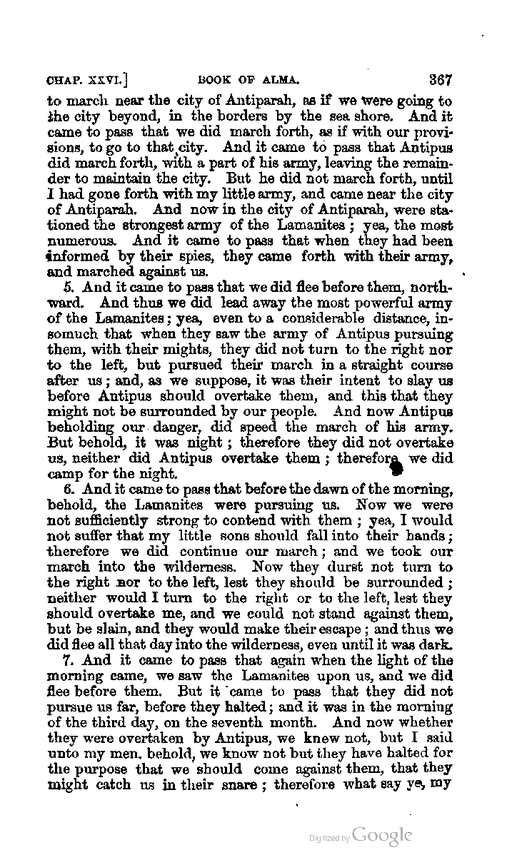 CHAP. XXVI.] BOOK OF ALMA. 367
to march near the city of Antiparah, as if we were going to
the city beyond, in the borders by the sea shore. And it
came to pass that we did march forth, as if with our provi-
sions, to go to that city. And it came to pass that Antipus
did march forth, with a part of his army, leaving the remain-
der to maintain the city. But he did not march forth, until
I had gone forth with my little army, and came near the city
of Antiparah. And now in the city of Antiparah, were sta-
tioned the strongest army of the Lamanites; yea, the most
numerous. And it came to pass that when they had been
informed by their spies, they came forth with their army,
and marched against us.
5. And it came to pass that we did flee before them, north-
ward. And thus we did lead away the most powerful army
of the Lamanites; yea, even to a considerable distance, in-
somuch that when they saw the army of Antipus pursuing
them, with their mights, they did not turn to the right nor
to the left, but pursued their march in a straight course
after us; and, as we suppose, it was their intent to slay us
before Antipus should overtake them, and this that they
might not be surrounded by our people. And now Antipus
beholding our danger, did speed the march of his army.
But behold, it was night; therefore they did not overtake
us, neither did Antipus overtake them; therefore we did
camp for the night.
6. And it came to pass that before the dawn of the morning,
behold, the Lamanites were pursuing us. Now we were
not sufficiently strong to contend with them; yea, I would
not suffer that my little sons should fall into their hands;
therefore we did continue our march; and we took our
march into the wilderness. Now they durst not turn to
the right nor to the left, lest they should be surrounded;
neither would I turn to the right or to the left, lest they
should overtake me, and we could not stand against them,
but be slain, and they would make their escape; and thus we
did flee all that day into the wilderness, even until it was dark.
7. And it came to pass that again when the light of the
morning came, we saw the Lamanites upon us, and we did
flee before them. But it came to pass that they did not
pursue us far, before they halted; and it was in the morning
of the third day, on the seventh month. And now whether
they were overtaken by Antipus, we knew not, but I said
unto my men, behold, we know not but they have halted for
the purpose that we should come against them, that they
might catch us in their snare; therefore what say ye, my
Digitized by Google